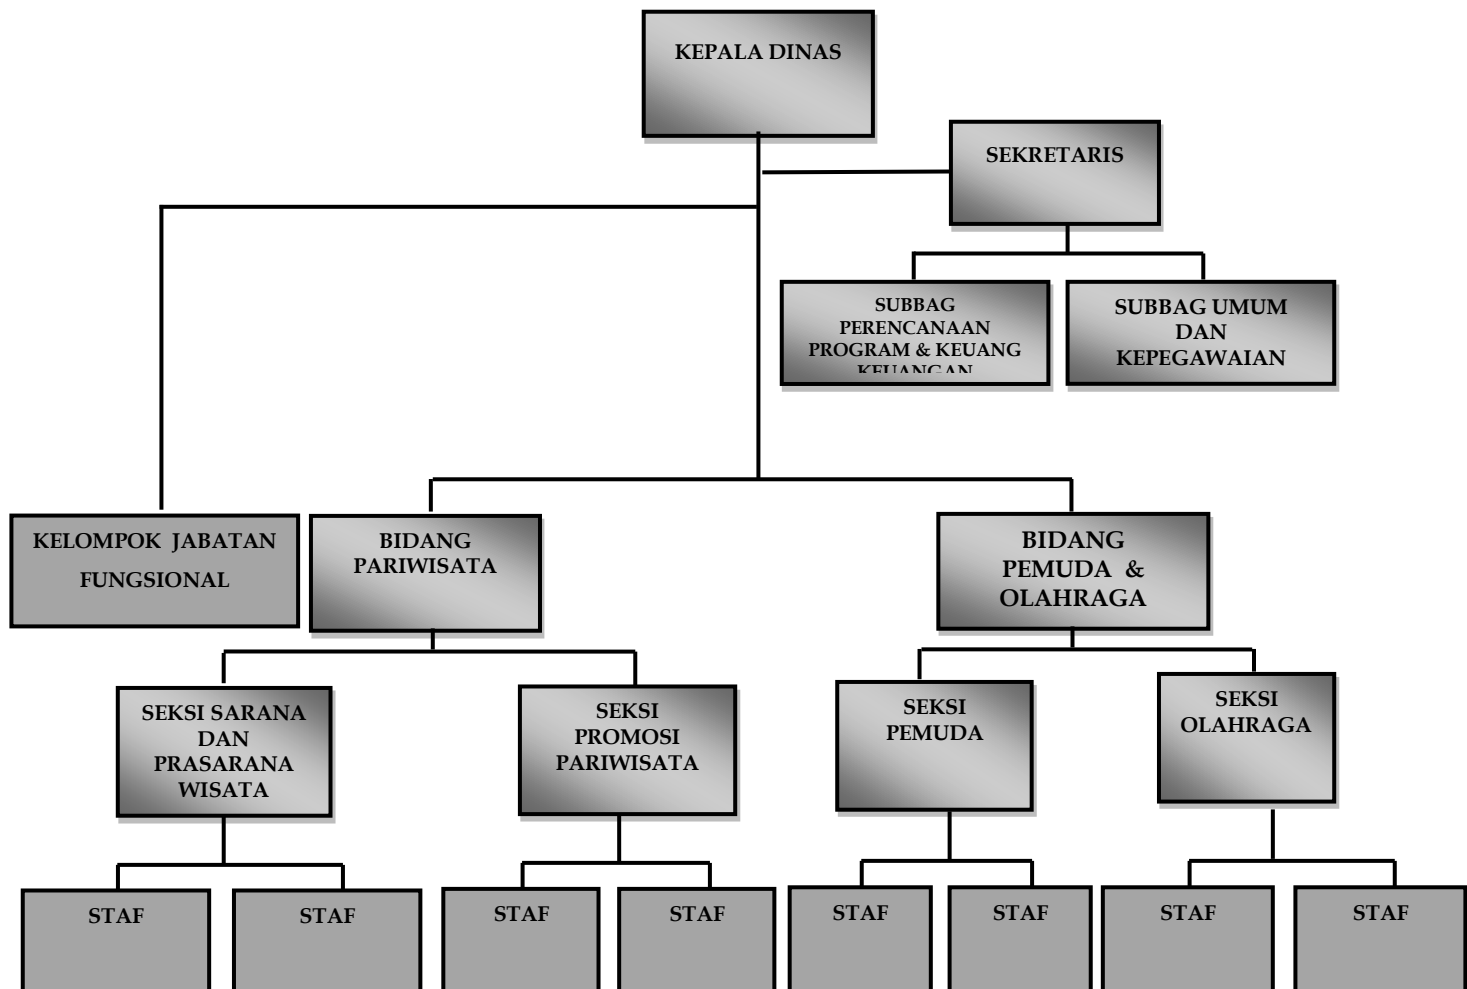 KEPALA DINAS
SEKRETARIS
SUBBAG
PERENCANAAN
PROGRAM & KEUANG
KEUANGAN
SUBBAG UMUM
DAN
KEPEGAWAIAN
KELOMPOK JABATAN
FUNGSIONAL
BIDANG
PARIWISATA
BIDANG
PEMUDA &
OLAHRAGA
SEKSI SARANA
DAN
PRASARANA
WISATA
SEKSI
PROMOSI
PARIWISATA
SEKSI
PEMUDA
SEKSI
OLAHRAGA
STAF
STAF
STAF
STAF
STAF
STAF
STAF
STAF